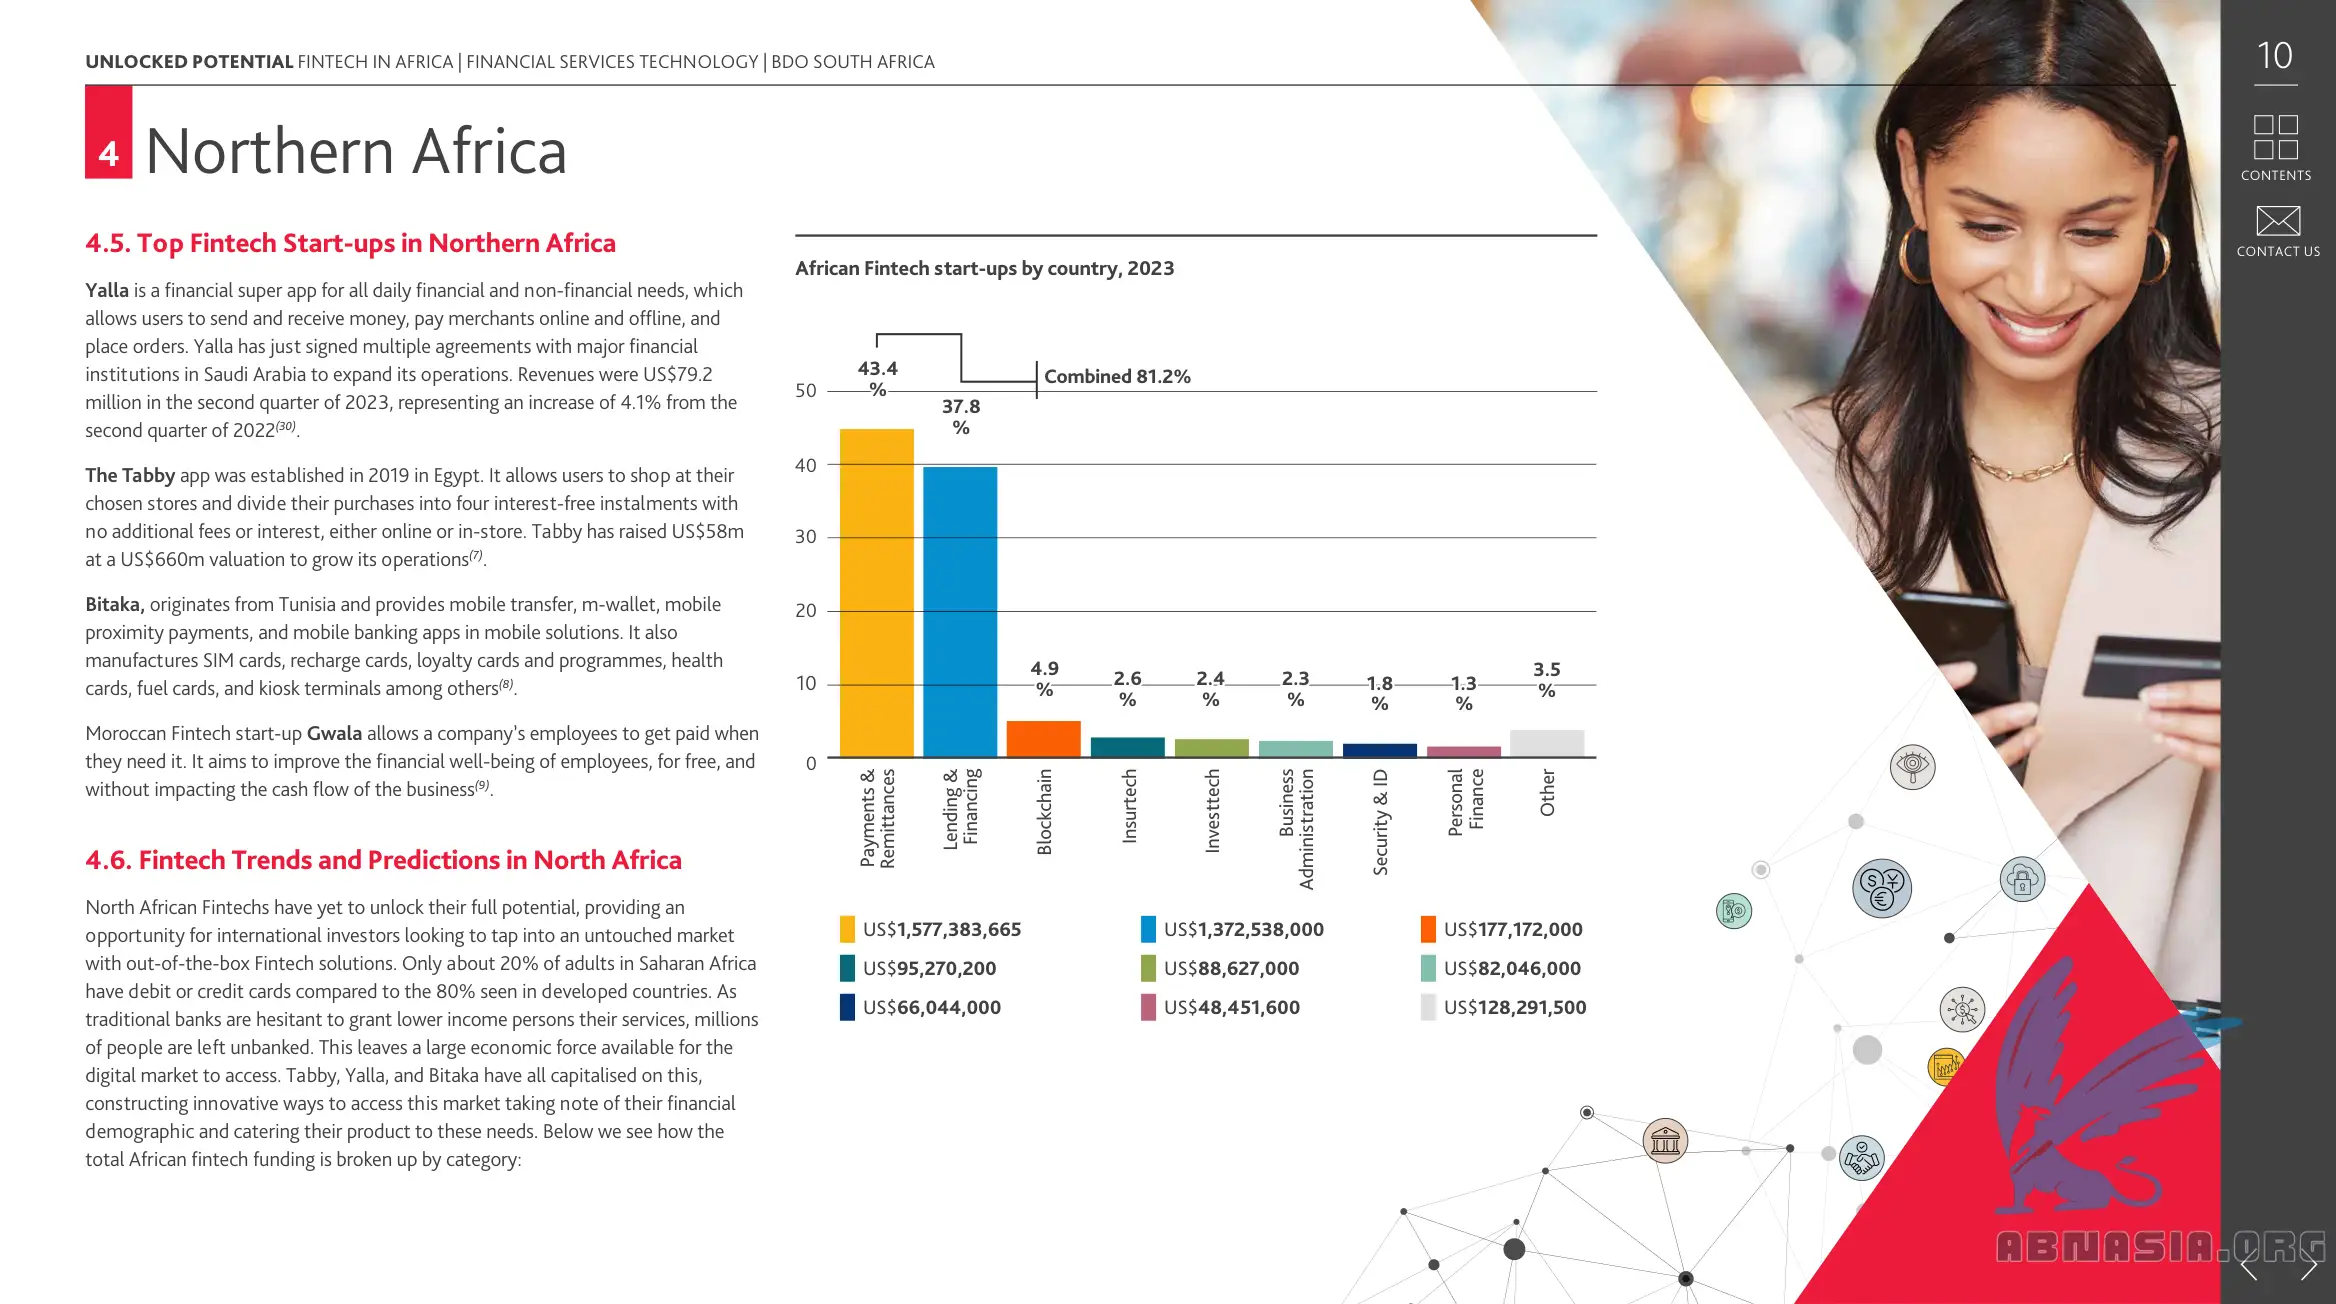 UNLOCKED POTENTIAL FINTECH IN AFRICA | FINANCIAL SERVICES TECHNOLOGY | BDO SOUTH AFRICA
10
CONTENTS
CONTACT US
4 Northern Africa
4.5. Top Fintech Start-ups in Northern Africa
Yalla is a financial super app for all daily financial and non-financial needs, which
allows users to send and receive money, pay merchants online and offline, and
place orders. Yalla has just signed multiple agreements with major financial
institutions in Saudi Arabia to expand its operations. Revenues were US$79.2
million in the second quarter of 2023, representing an increase of 4.1% from the
second quarter of 2022(30).
The Tabby app was established in 2019 in Egypt. It allows users to shop at their
chosen stores and divide their purchases into four interest-free instalments with
no additional fees or interest, either online or in-store. Tabby has raised US$58m
at a US$660m valuation to grow its operations(7).
Bitaka, originates from Tunisia and provides mobile transfer, m-wallet, mobile
proximity payments, and mobile banking apps in mobile solutions. It also
manufactures SIM cards, recharge cards, loyalty cards and programmes, health
cards, fuel cards, and kiosk terminals among others(8).
Moroccan Fintech start-up Gwala allows a company's employees to get paid when
they need it. It aims to improve the financial well-being of employees, for free, and
without impacting the cash flow of the business(9).
4.6. Fintech Trends and Predictions in North Africa
North African Fintechs have yet to unlock their full potential, providing an
opportunity for international investors looking to tap into an untouched market
with out-of-the-box Fintech solutions. Only about 20% of adults in Saharan Africa
have debit or credit cards compared to the 80% seen in developed countries. As
traditional banks are hesitant to grant lower income persons their services, millions
of people are left unbanked. This leaves a large economic force available for the
digital market to access. Tabby, Yalla, and Bitaka have all capitalised on this,
constructing innovative ways to access this market taking note of their financial
demographic and catering their product to these needs. Below we see how the
total African fintech funding is broken up by category:
African Fintech start-ups by country, 2023
43.4
%
37.8
%
Combined 81.2%
4.9
%
2.6
%
2.4
%
2.3
%
1.8
%
1.3
%
3.5
%
50
40
30
20
10
0
Payments &
Remittances
Lending &
Financing
Blockchain
Insurtech
Investtech
Business
Administration
Security & ID
Personal
Finance
Other
US$1,577,383,665
US$1,372,538,000
US$177,172,000
US$95,270,200
US$88,627,000
US$82,046,000
US$66,044,000
US$48,451,600
US$128,291,500
ABNASIA.ORG